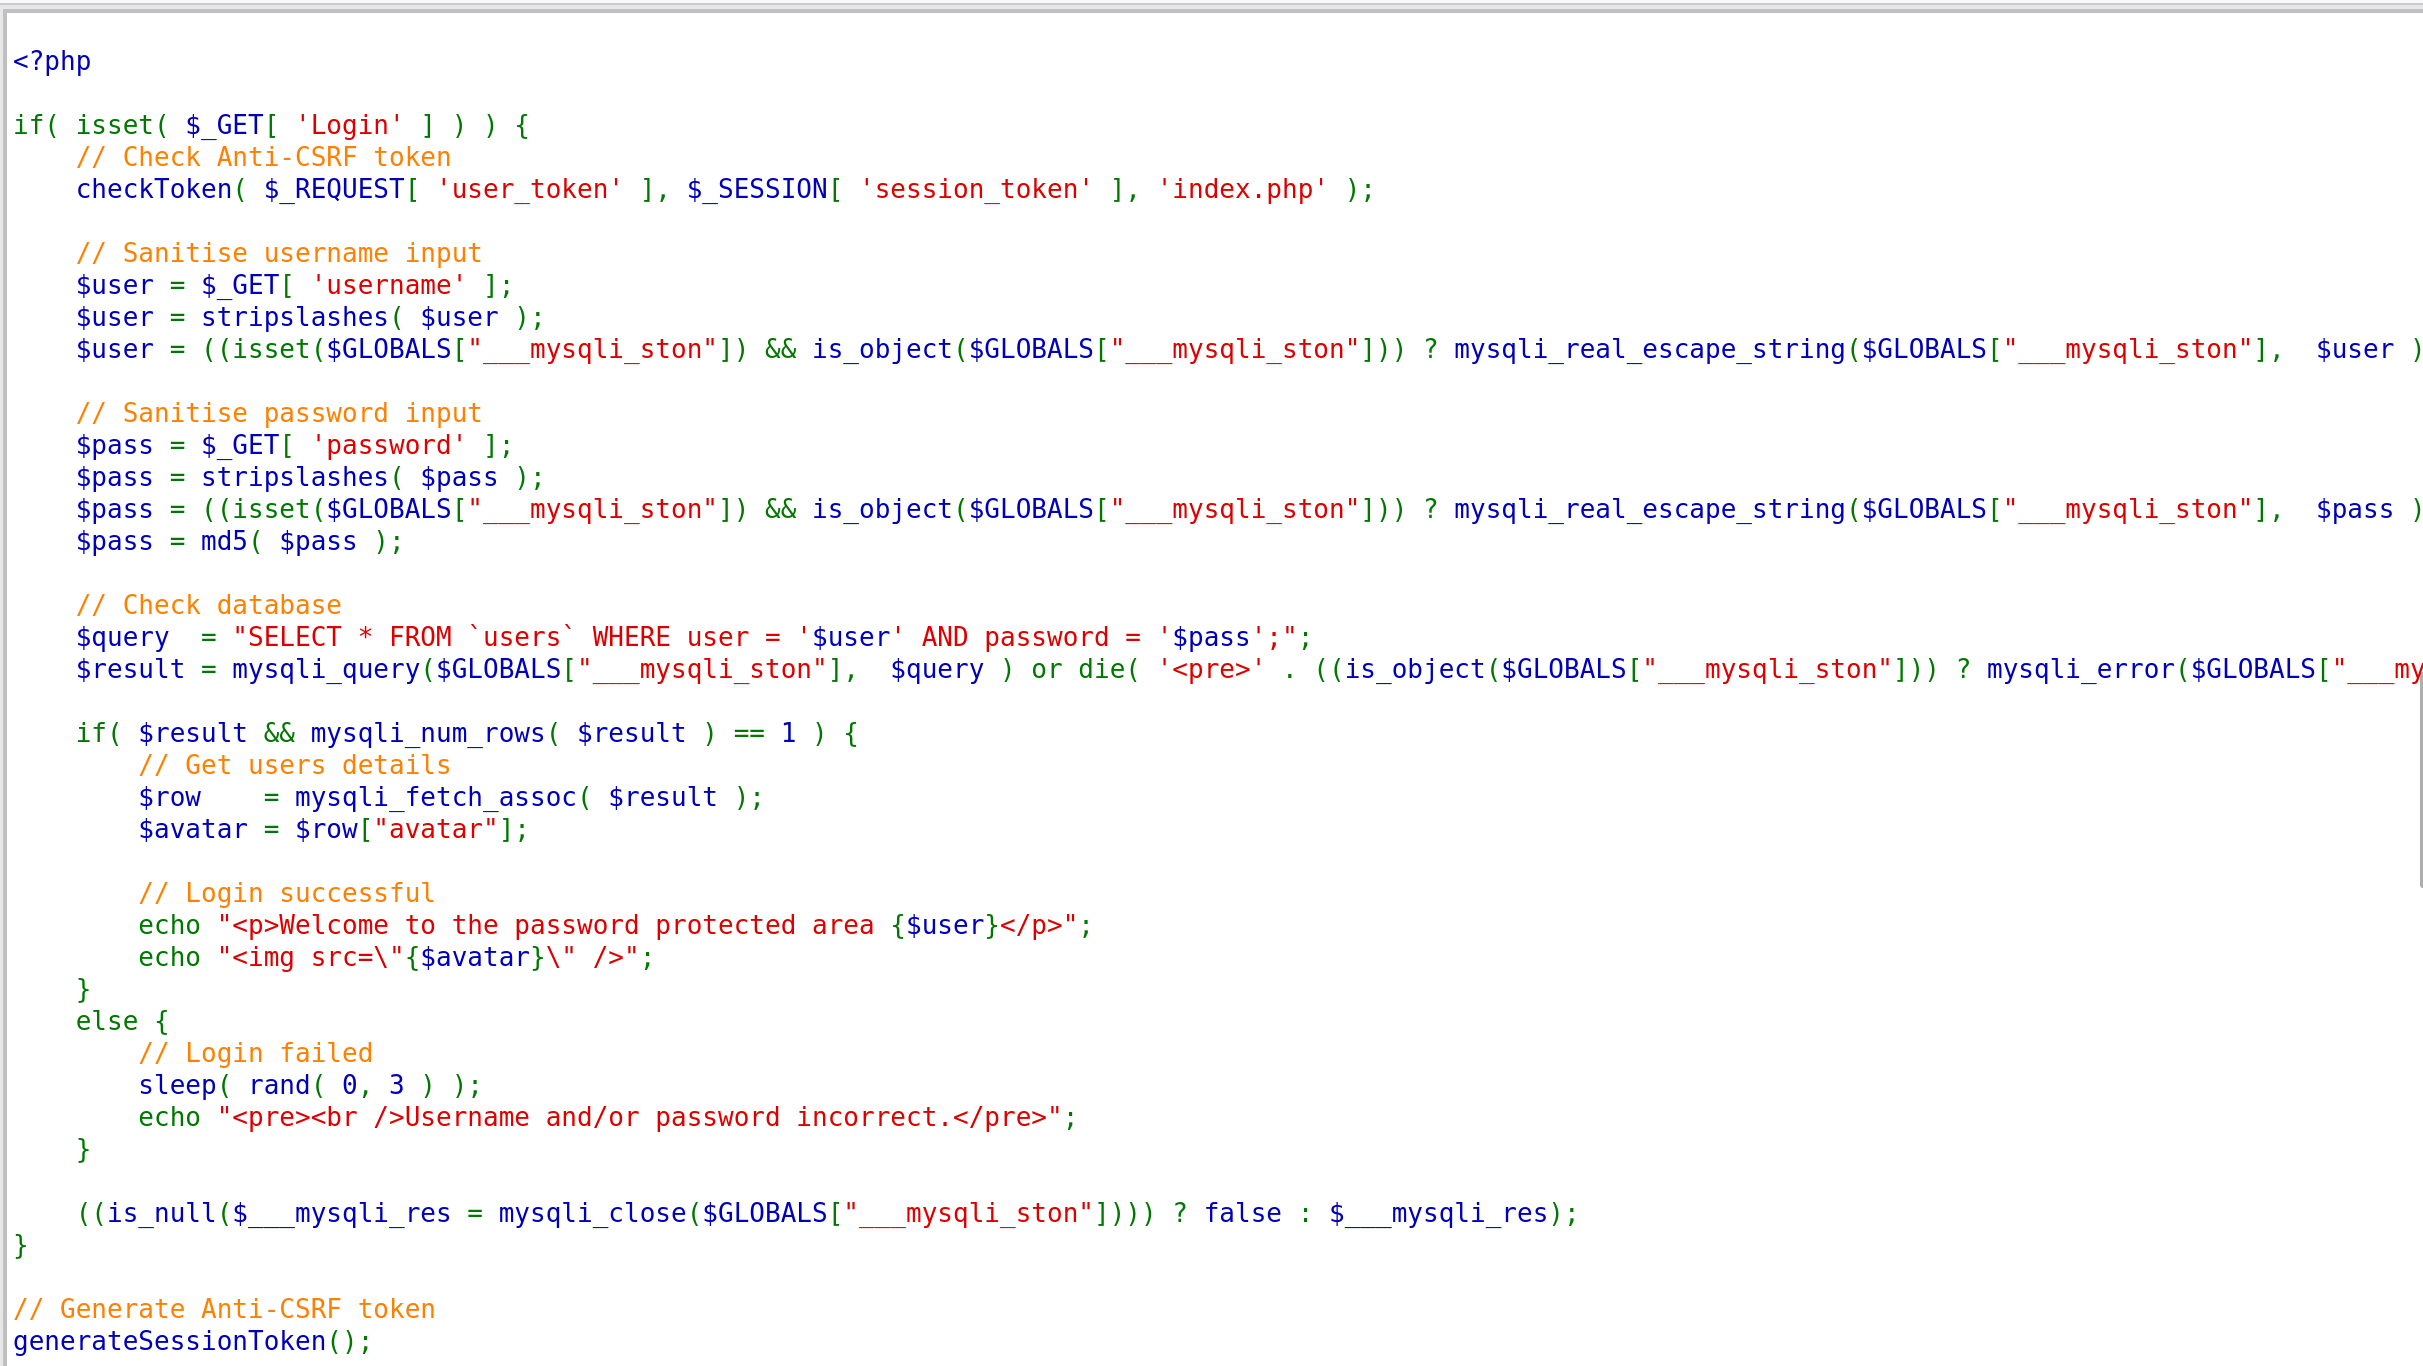 <?php

if( isset( $_GET[ 'Login' ] ) ) {
    // Check Anti-CSRF token
    checkToken( $_REQUEST[ 'user_token' ], $_SESSION[ 'session_token' ], 'index.php' );

    // Sanitise username input
    $user = $_GET[ 'username' ];
    $user = stripslashes( $user );
    $user = ((isset($GLOBALS["___mysqli_ston"]) && is_object($GLOBALS["___mysqli_ston"])) ? mysqli_real_escape_string($GLOBALS["___mysqli_ston"],  $user )

    // Sanitise password input
    $pass = $_GET[ 'password' ];
    $pass = stripslashes( $pass );
    $pass = ((isset($GLOBALS["___mysqli_ston"]) && is_object($GLOBALS["___mysqli_ston"])) ? mysqli_real_escape_string($GLOBALS["___mysqli_ston"],  $pass )
    $pass = md5( $pass );

    // Check database
    $query  = "SELECT * FROM `users` WHERE user = '$user' AND password = '$pass';";
    $result = mysqli_query($GLOBALS["___mysqli_ston"],  $query ) or die( '<pre>' . ((is_object($GLOBALS["___mysqli_ston"])) ? mysqli_error($GLOBALS["___my

    if( $result && mysqli_num_rows( $result ) == 1 ) {
        // Get users details
        $row    = mysqli_fetch_assoc( $result );
        $avatar = $row["avatar"];

        // Login successful
        echo "<p>Welcome to the password protected area {$user}</p>";
        echo "<img src=\"{$avatar}\" />";
    }
    else {
        // Login failed
        sleep( rand( 0, 3 ) );
        echo "<pre><br />Username and/or password incorrect.</pre>";
    }

    ((is_null($___mysqli_res = mysqli_close($GLOBALS["___mysqli_ston"]))) ? false : $___mysqli_res);
}

// Generate Anti-CSRF token
generateSessionToken();